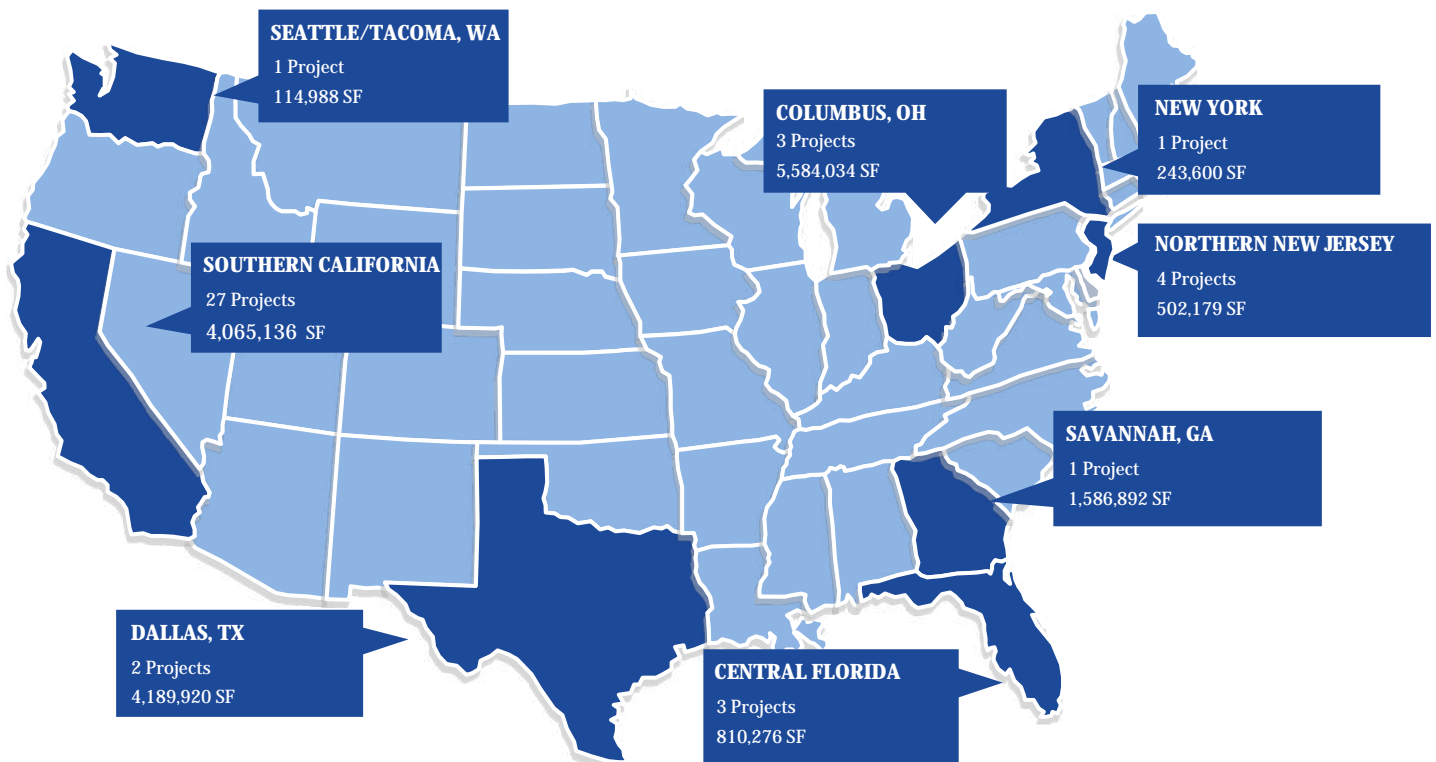 SEATTLE/TACOMA, WA
1 Project
114,988 SF
COLUMBUS, OH
3 Projects
5,584,034 SF
NEW YORK
1 Project
243,600 SF
SOUTHERN CALIFORNIA
27 Projects
4,065,136 SF
NORTHERN NEW JERSEY
4 Projects
502,179 SF
SAVANNAH, GA
1 Project
1,586,892 SF
DALLAS, TX
2 Projects
4,189,920 SF
CENTRAL FLORIDA
3 Projects
810,276 SF